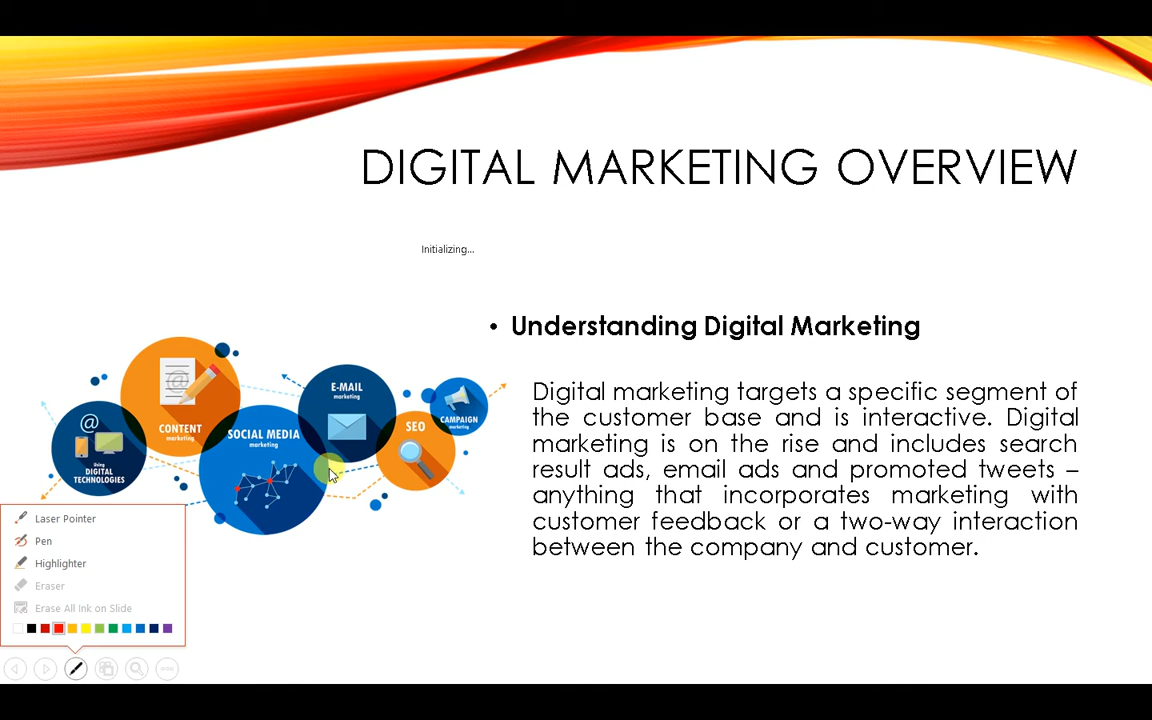 DIGITAL MARKETING OVERVIEW
Initializing...
• Understanding Digital Marketing
Digital marketing targets a specific segment of
the customer base and is interactive. Digital
marketing is on the rise and includes search
result ads, email ads and promoted tweets –
anything that incorporates marketing with
customer feedback or a two-way interaction
between the company and customer.
@
Using
DIGITAL
TECHNOLOGIES
@
CONTENT
marketing
SOCIAL MEDIA
marketing
E-MAIL
marketing
SEO
CAMPAIGN
marketing
Laser Pointer
Pen
Highlighter
Eraser
Erase All Ink on Slide